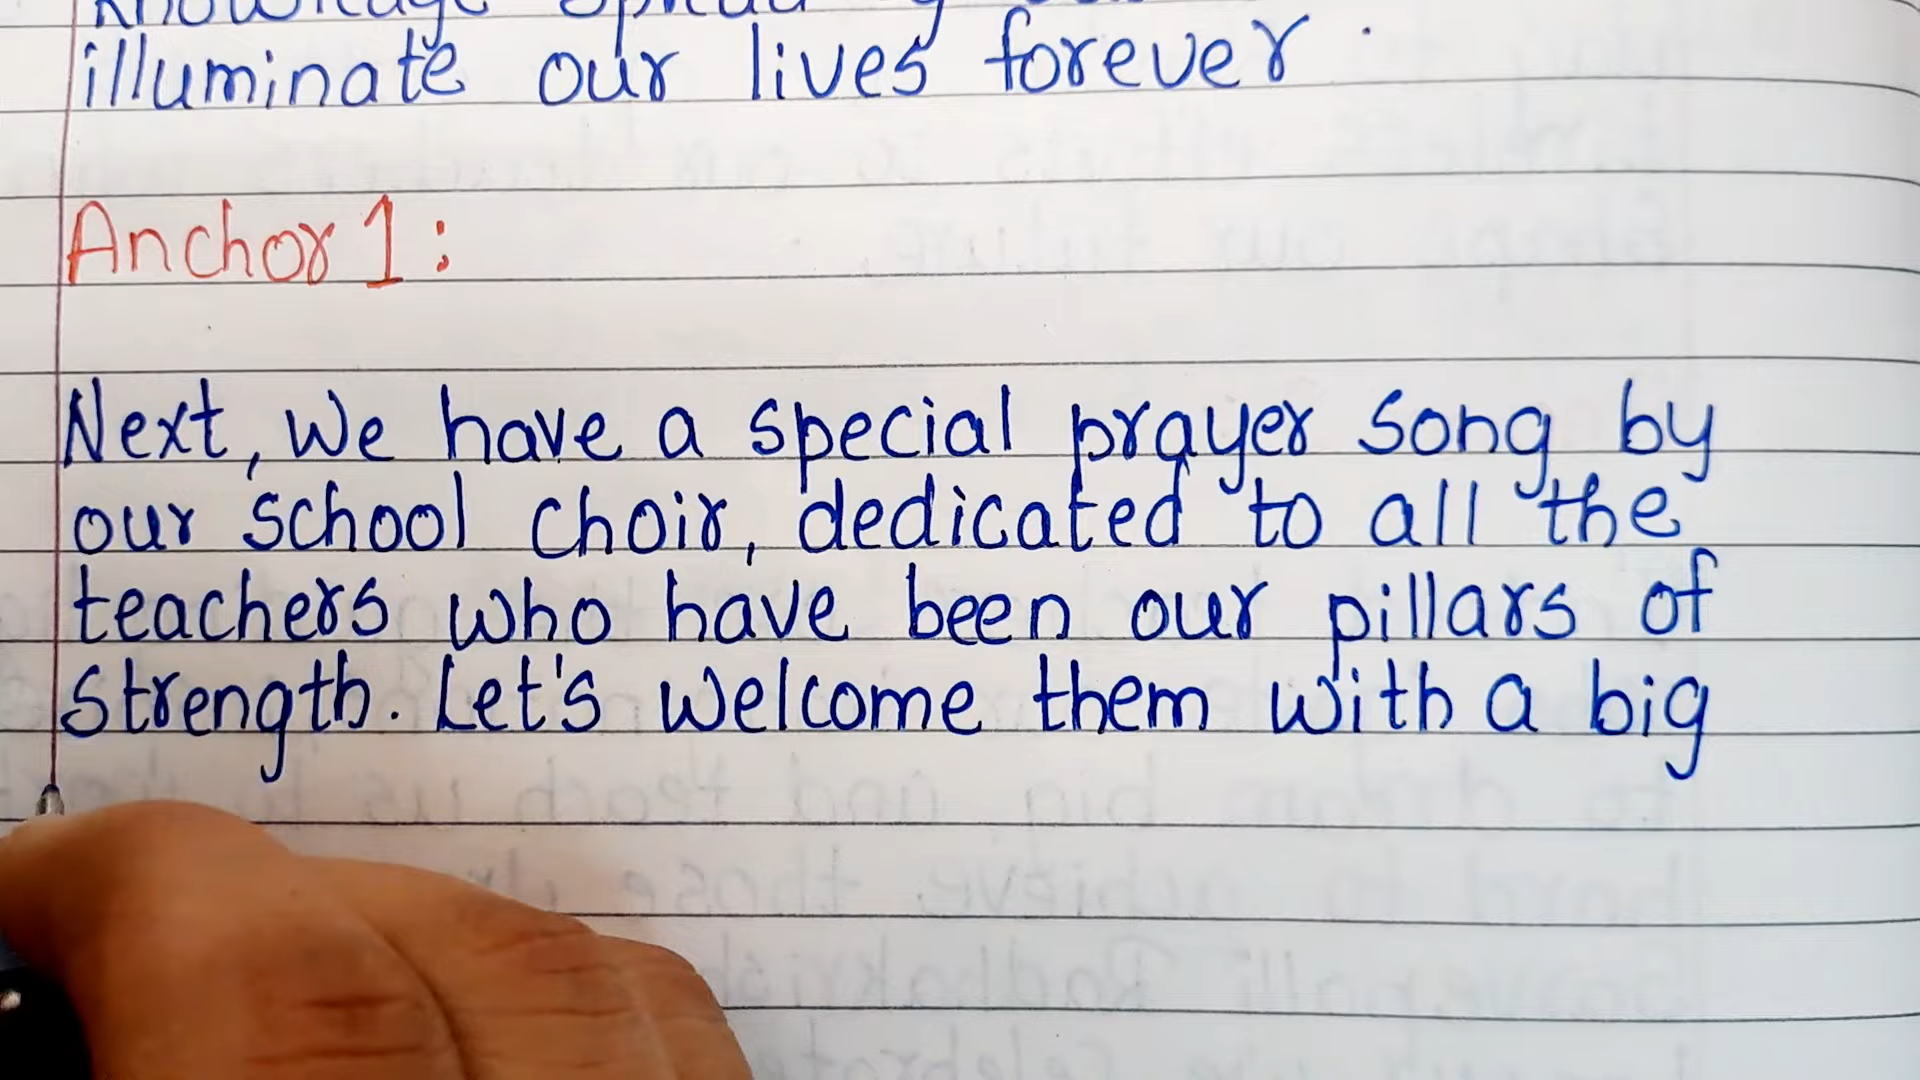 illuminate our lives forever.
Anchor 1:
Next, We have a special prayer song by
our school choir, dedicated to all the
teachers who have been our pillars of
strength. Let's welcome them with a big